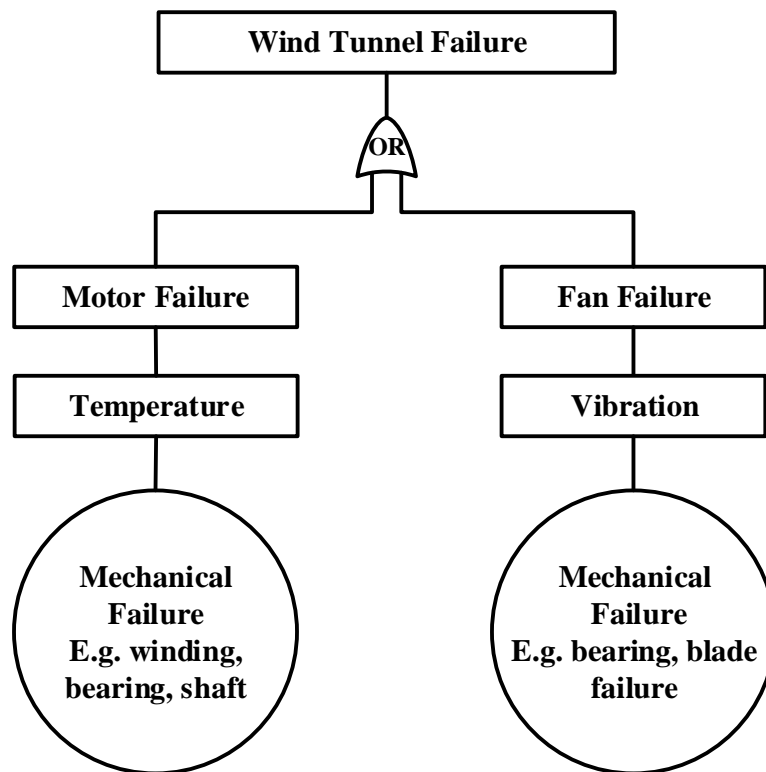 Wind Tunnel Failure
OR
Motor Failure
Fan Failure
Temperature
Vibration
Mechanical
Failure
E.g. winding,
bearing, shaft
Mechanical
Failure
E.g. bearing, blade
failure